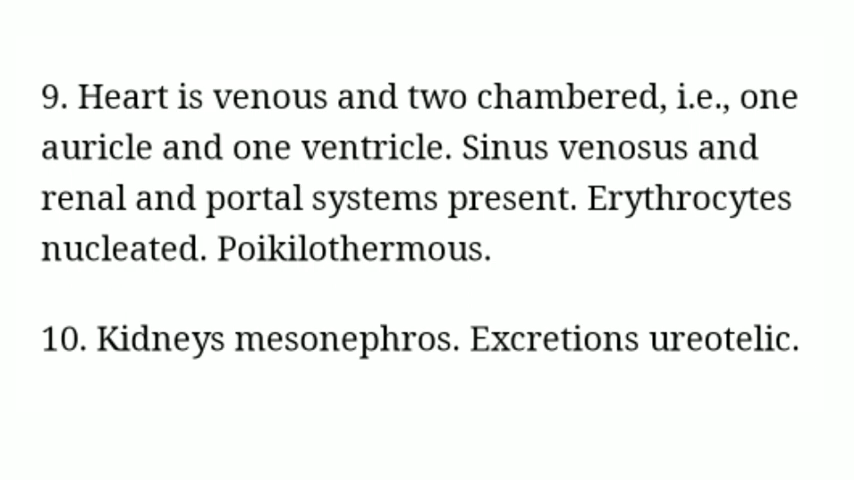 9. Heart is venous and two chambered, i.e., one
auricle and one ventricle. Sinus venosus and
renal and portal systems present. Erythrocytes
nucleated. Poikilothermous.
10. Kidneys mesonephros. Excretions ureotelic.